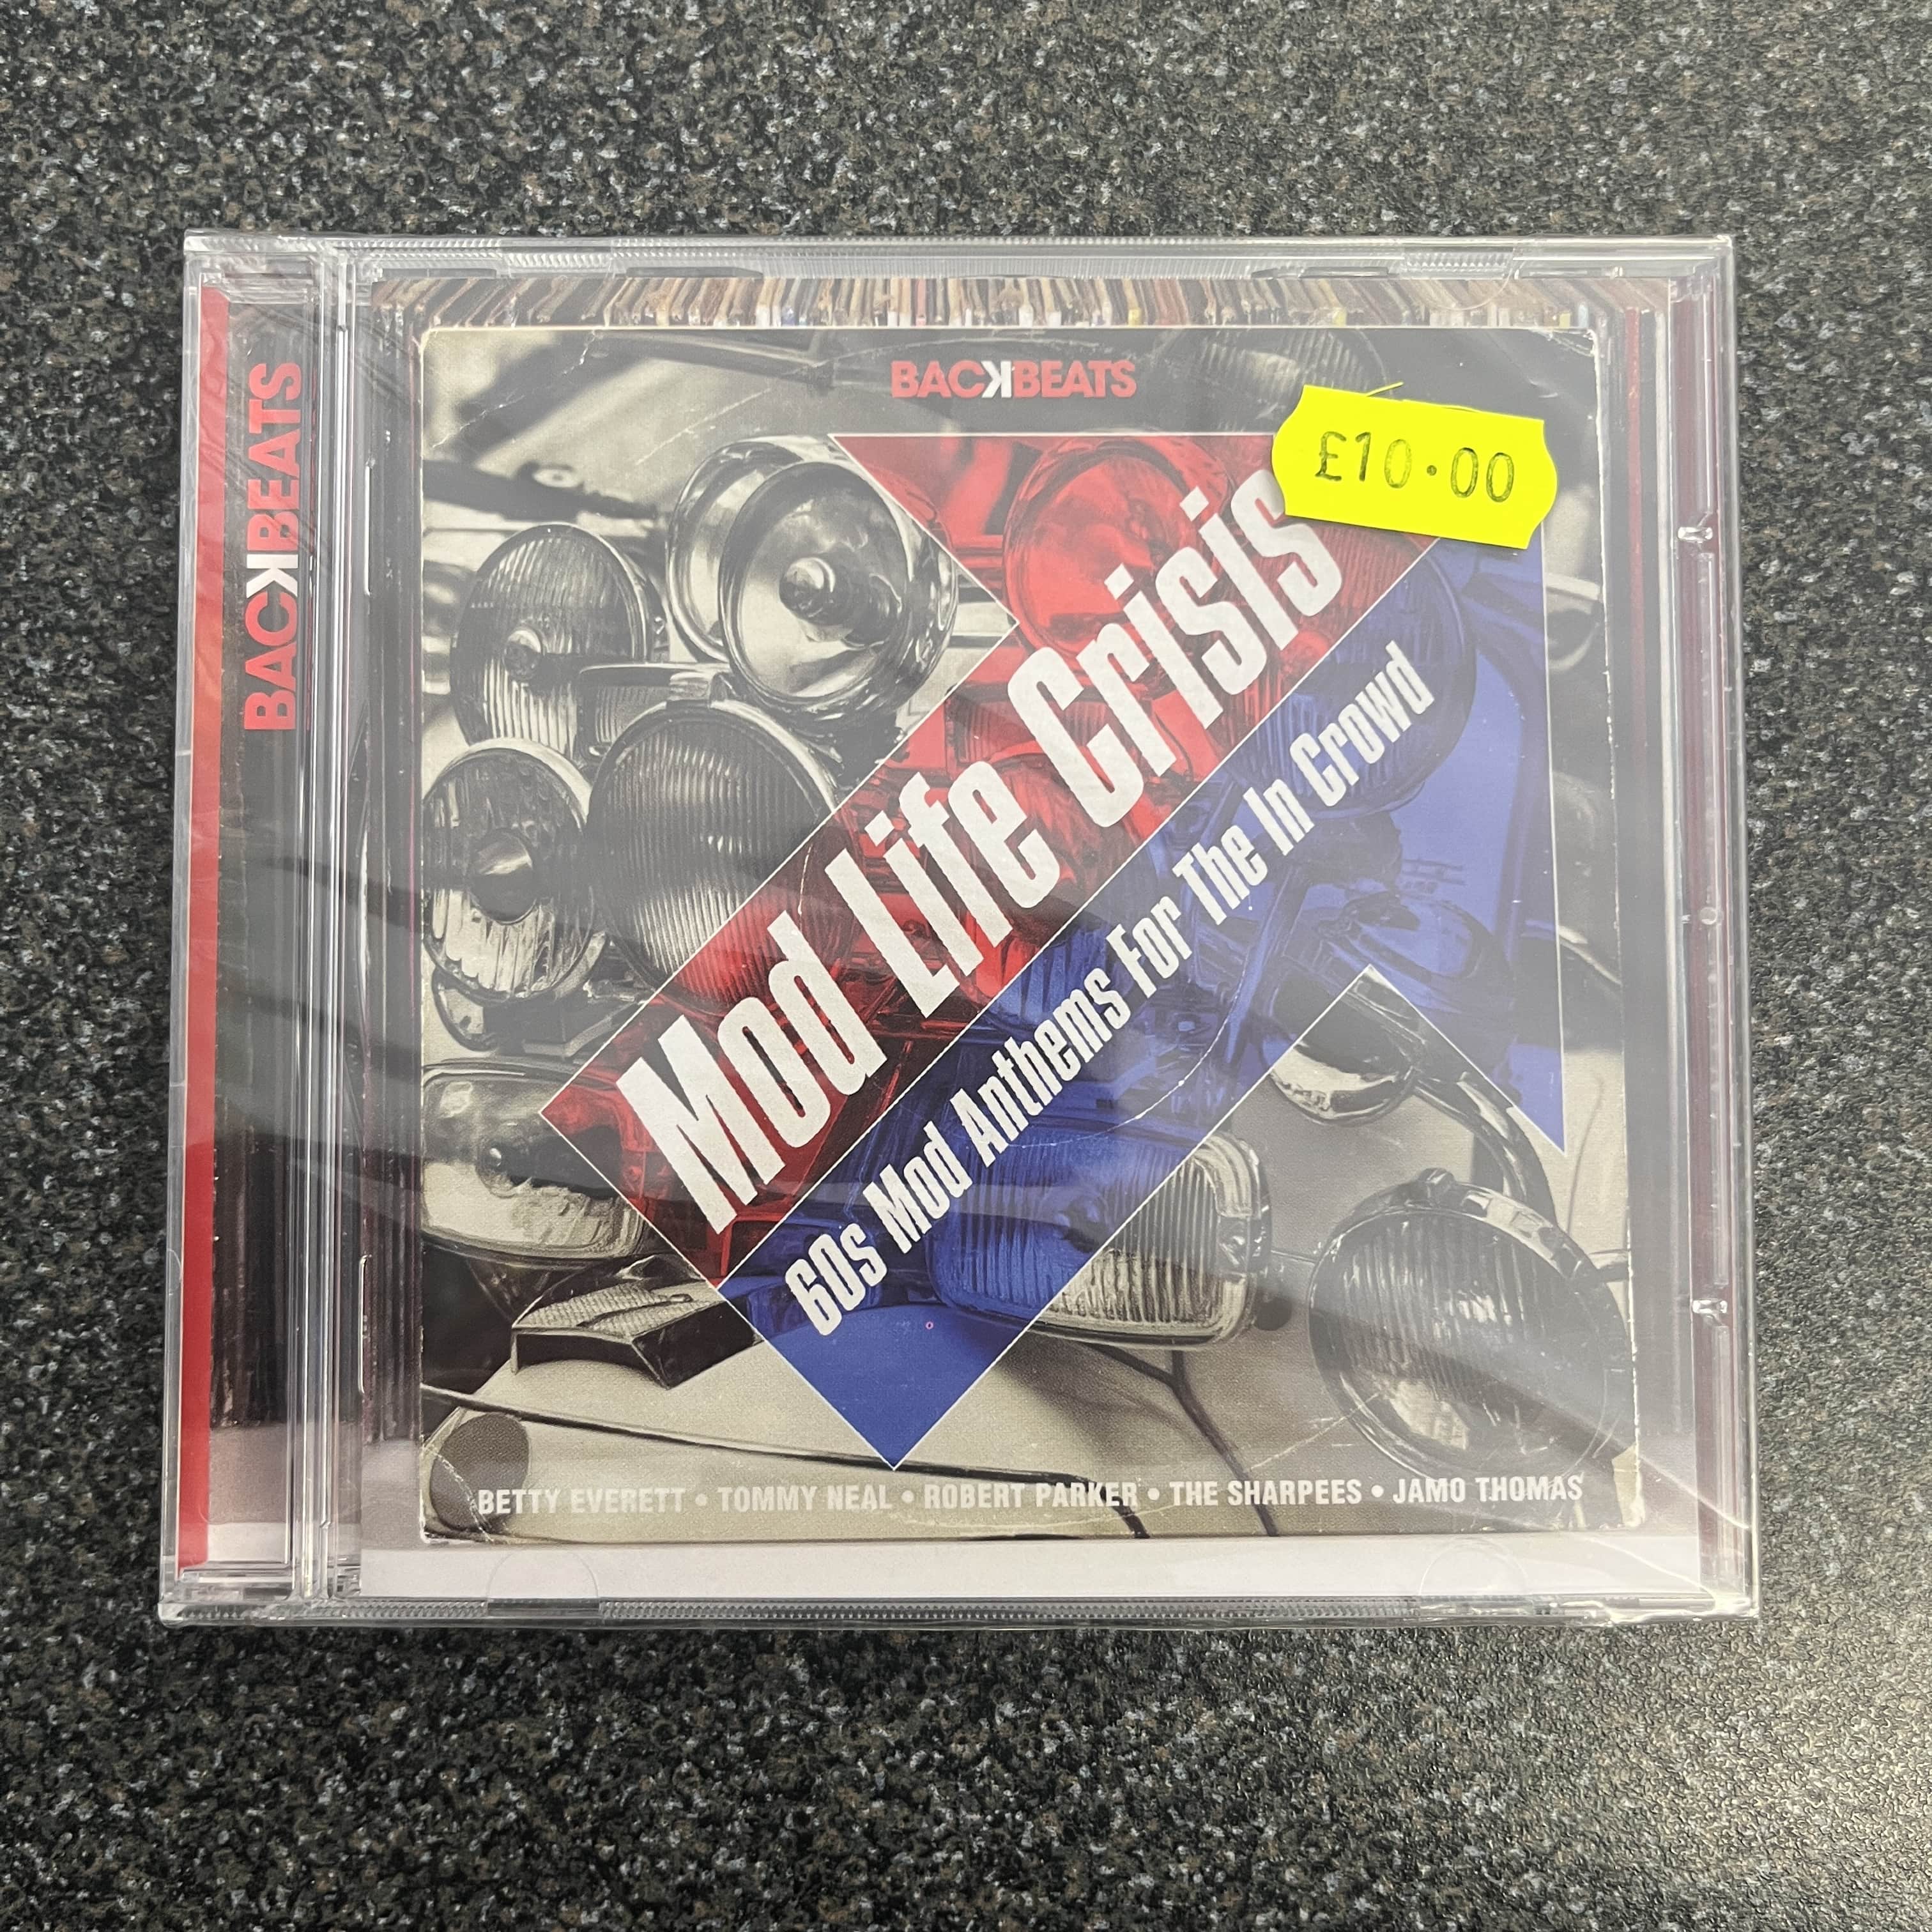 BACKBEATS
BACKBEATS
£10.00
Mod Life Crisis
60s Mod Anthems For The In Crowd
BETTY EVERETT • TOMMY NEAL • ROBERT PARKER • THE SHARPEES • JAMO THOMAS